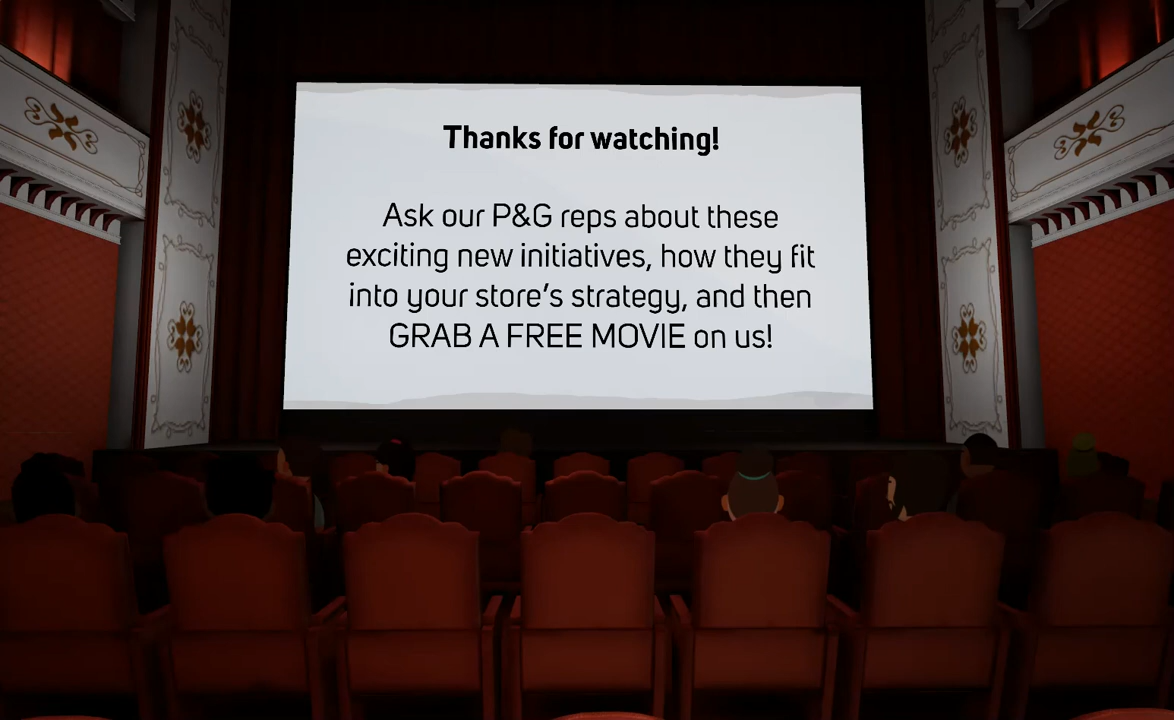 Thanks for watching!
Ask our P&G reps about these
exciting new initiatives, how they fit
into your store's strategy, and then
GRAB A FREE MOVIE on us!